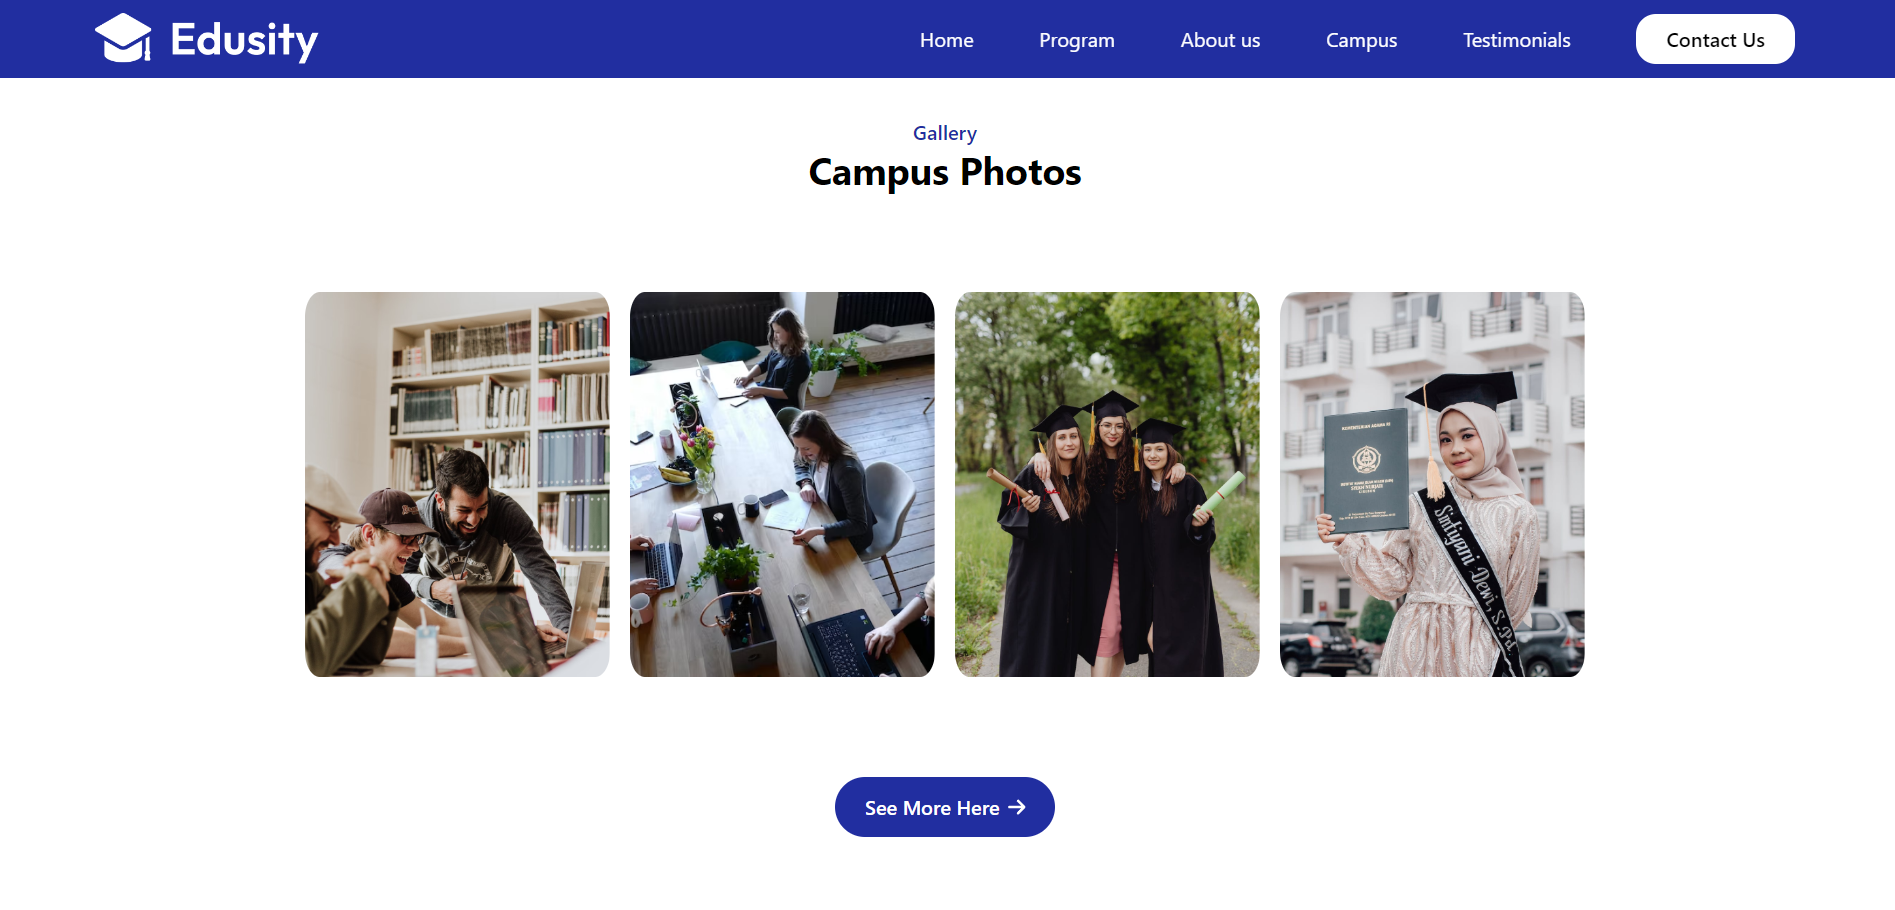 Edusity
Home
Program
About us
Campus
Testimonials
Contact Us
Gallery
Campus Photos
Sintiyani Dewi, S.Pd
See More Here